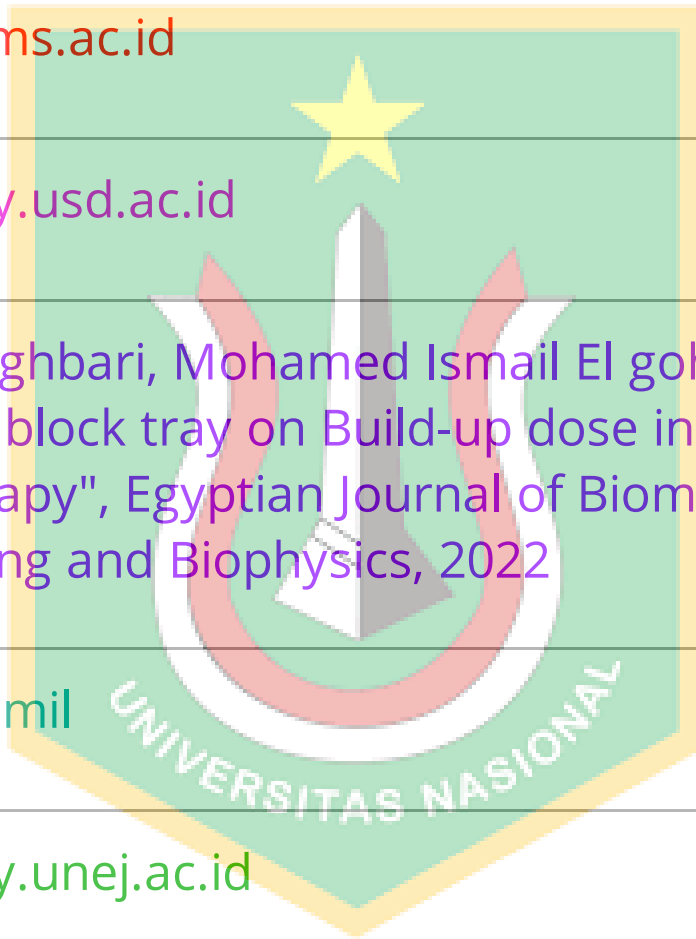 ms.ac.id
y.usd.ac.id
ghbari, Mohamed Ismail El goh
block tray on Build-up dose in
apy", Egyptian Journal of Biom
ng and Biophysics, 2022
mil
UNIVERSITAS NASIONAL
y.unej.ac.id